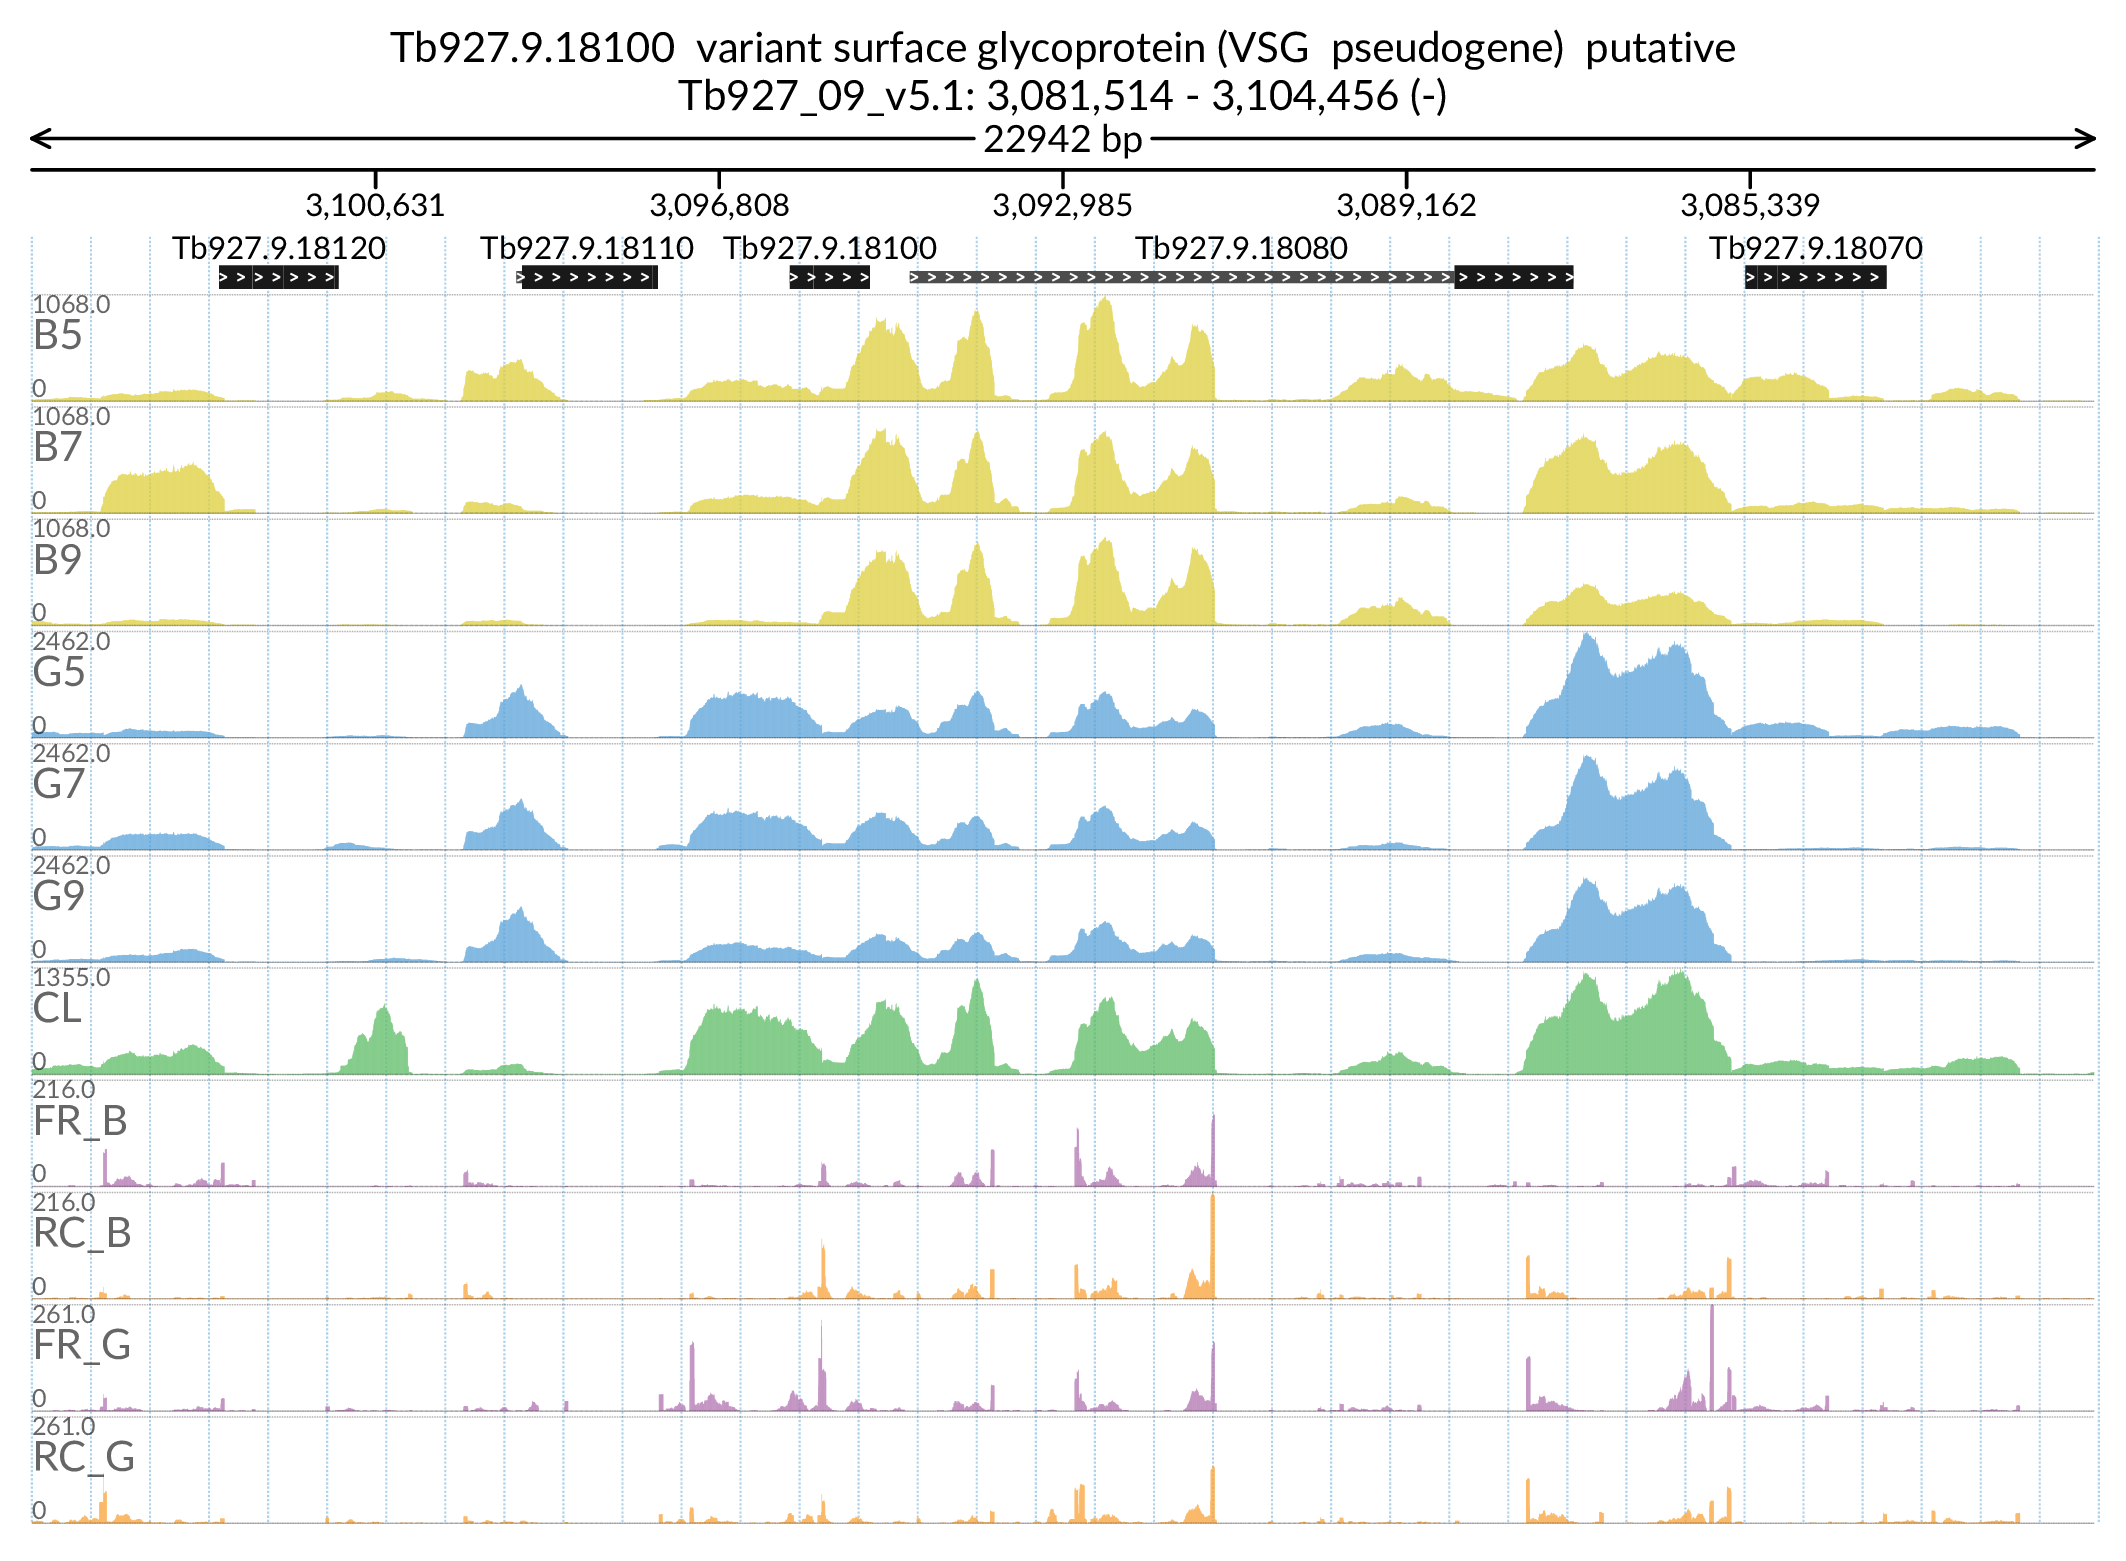 Tb927.9.18100 variant surface glycoprotein (VSG pseudogene) putative
Tb927_09_v5.1: 3,081,514 - 3,104,456 (-)
22942 bp
3,100,631 3,096,808 3,092,985 3,089,162 3,085,339
Tb927.9.18120 Tb927.9.18110 Tb927.9.18100 Tb927.9.18080 Tb927.9.18070
1068.0
B5
0
1068.0
B7
0
1068.0
B9
0
2462.0
G5
0
2462.0
G7
0
2462.0
G9
0
1355.0
CL
0
216.0
FR_B
0
216.0
RC_B
0
261.0
FR_G
0
261.0
RC_G
0